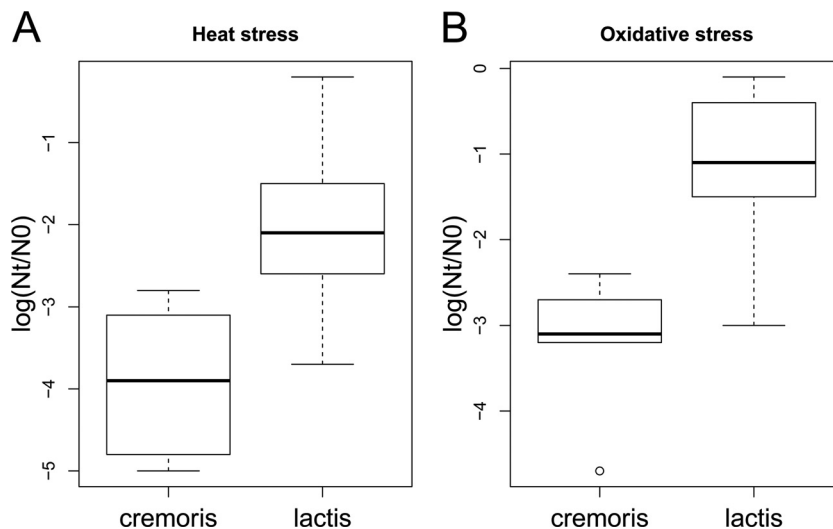 A
Heat stress
log(Nt/N0)
-1
-2
-3
-4
-5
cremoris
lactis
B
Oxidative stress
log(Nt/N0)
0
-1
-2
-3
-4
cremoris
lactis